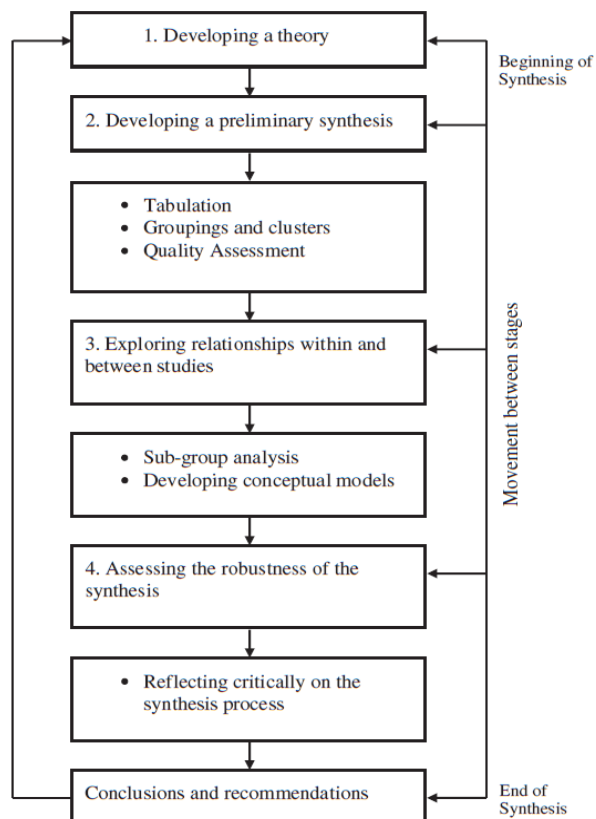 1. Developing a theory
Beginning of
Synthesis
2. Developing a preliminary synthesis
• Tabulation
• Groupings and clusters
• Quality Assessment
3. Exploring relationships within and
between studies
Movement between stages
• Sub-group analysis
• Developing conceptual models
4. Assessing the robustness of the
synthesis
• Reflecting critically on the
synthesis process
Conclusions and recommendations
End of
Synthesis